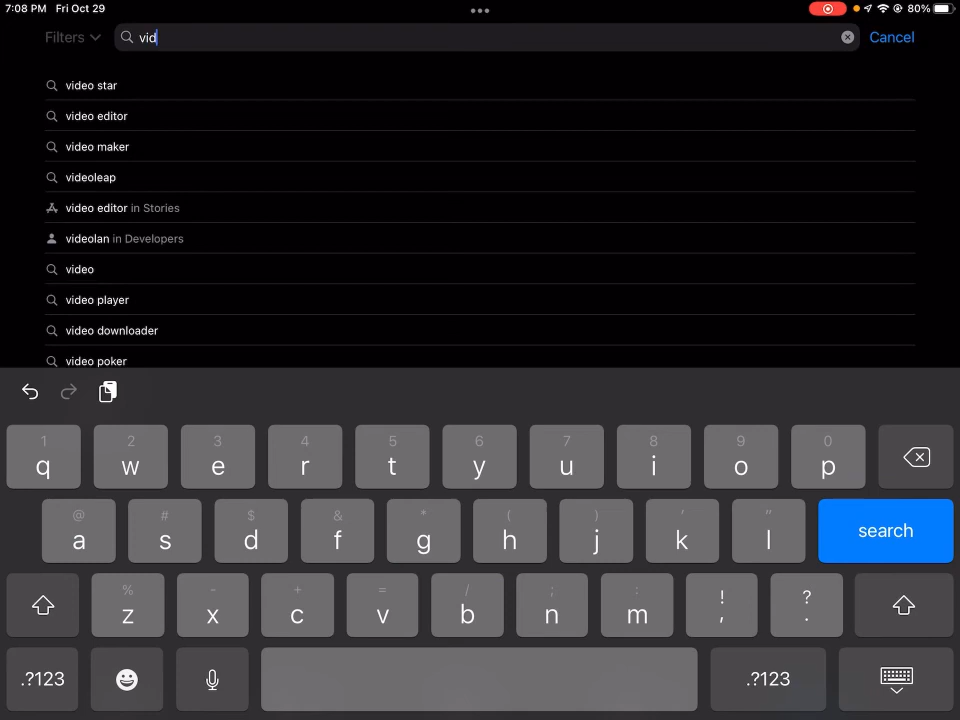 7:08 PM Fri Oct 29
80%
Filters
vid
Cancel
video star
video editor
video maker
videoleap
video editor in Stories
videolan in Developers
video
video player
video downloader
video poker
1 2 3 4 5 6 7 8 9 0
q w e r t y u i o p
@ # $ & * ( ) ' "
a s d f g h j k l
search
% - + = / ; : ! ?
z x c v b n m , .
.?123
.?123